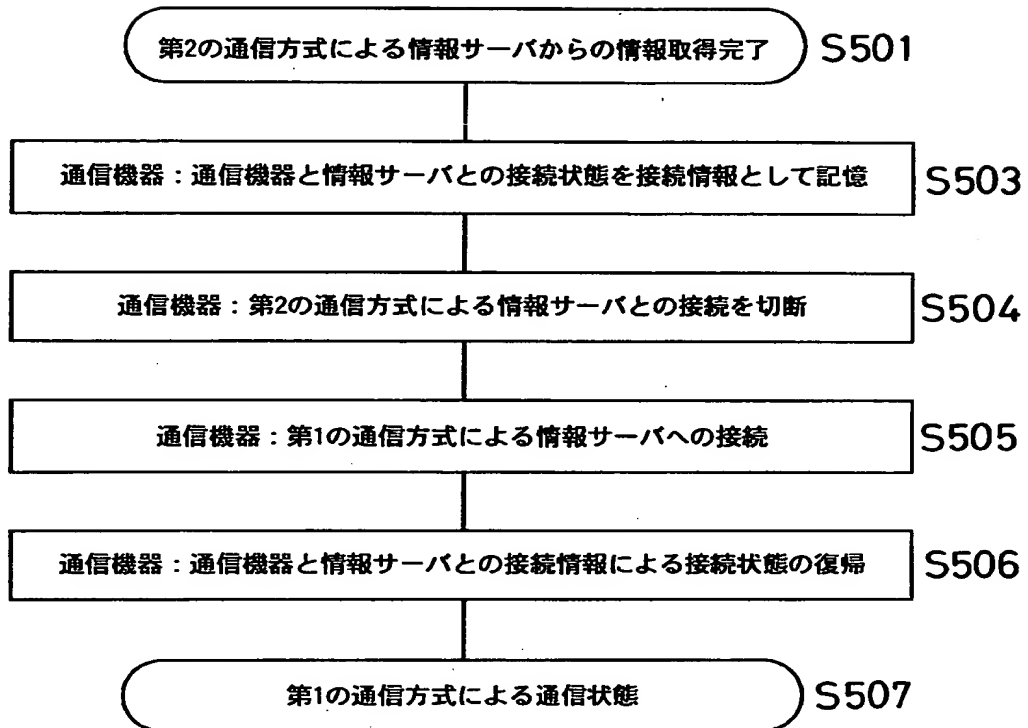 第2の通信方式による情報サーバからの情報取得完了 S501
通信機器：通信機器と情報サーバとの接続状態を接続情報として記憶 S503
通信機器：第2の通信方式による情報サーバとの接続を切断 S504
通信機器：第1の通信方式による情報サーバへの接続 S505
通信機器：通信機器と情報サーバとの接続情報による接続状態の復帰 S506
第1の通信方式による通信状態 S507